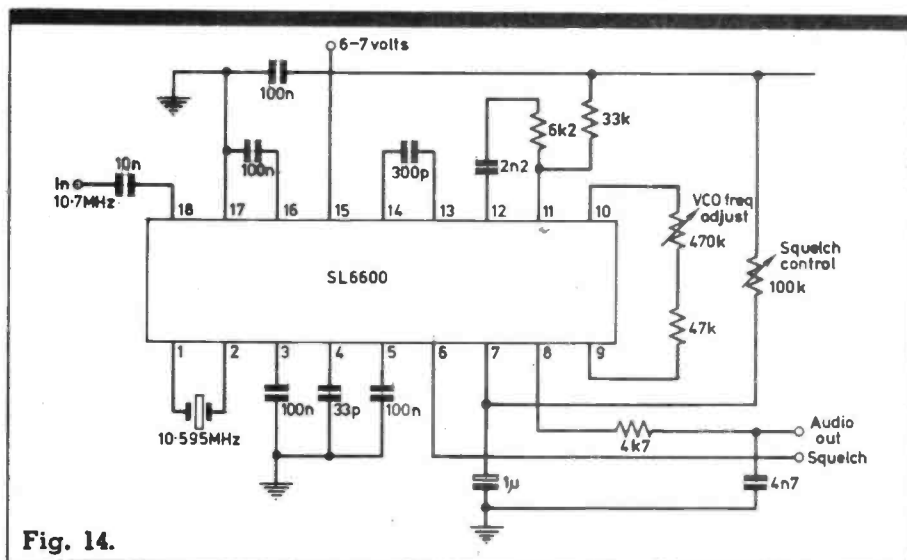 6-7 volts
100n
100n
10n
In
10·7MHz
300p
2n2
6k2
33k
VCO freq
adjust
470k
Squelch
control
100k
47k
18 17 16 15 14 13 12 11 10
SL6600
1 2 3 4 5 6 7 8 9
10·595MHz
100n
33p
100n
1μ
4k7
4n7
Audio
out
Squelch
Fig. 14.